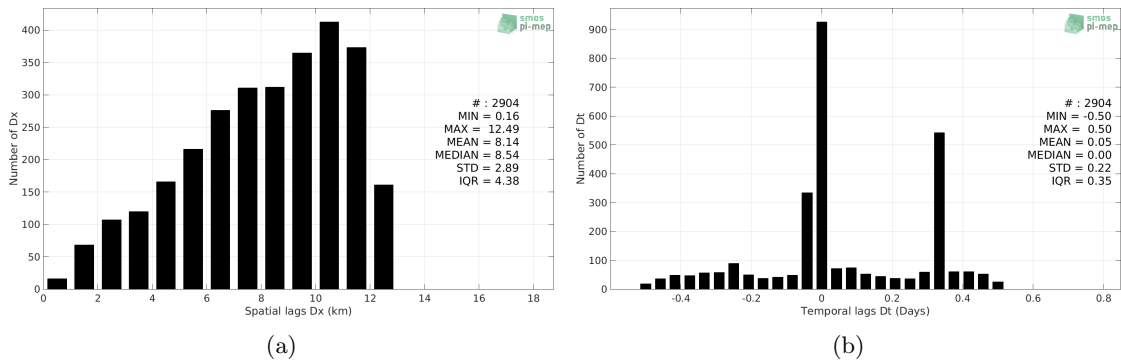 400
350
300
250
200
150
100
50
0
Number of Dx
smos
pi-mep
# : 2904
MIN = 0.16
MAX = 12.49
MEAN = 8.14
MEDIAN = 8.54
STD = 2.89
IQR = 4.38
0 2 4 6 8 10 12 14 16 18
Spatial lags Dx (km)
(a)
900
800
700
600
500
400
300
200
100
0
Number of Dt
smos
pi-mep
# : 2904
MIN = -0.50
MAX = 0.50
MEAN = 0.05
MEDIAN = 0.00
STD = 0.22
IQR = 0.35
-0.4 -0.2 0 0.2 0.4 0.6 0.8
Temporal lags Dt (Days)
(b)